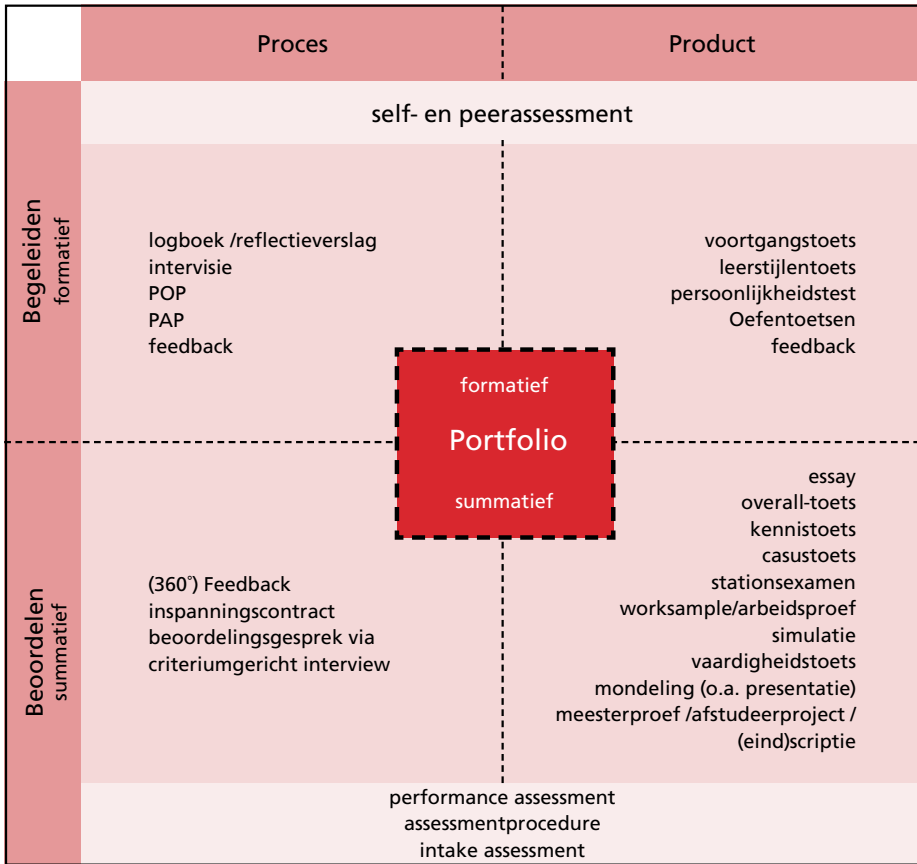 Proces
Product
self- en peerassessment
Begeleiden
formatief
logboek /reflectieverslag
intervisie
POP
PAP
feedback
voortgangstoets
leerstijlentoets
persoonlijkheidstest
Oefentoetsen
feedback
formatief
Portfolio
summatief
Beoordelen
summatief
(360°) Feedback
inspanningscontract
beoordelingsgesprek via
criteriumgericht interview
essay
overall-toets
kennistoets
casustoets
stationsexamen
worksample/arbeidsproef
simulatie
vaardigheidstoets
mondeling (o.a. presentatie)
meesterproef /afstudeerproject /
(eind)scriptie
performance assessment
assessmentprocedure
intake assessment